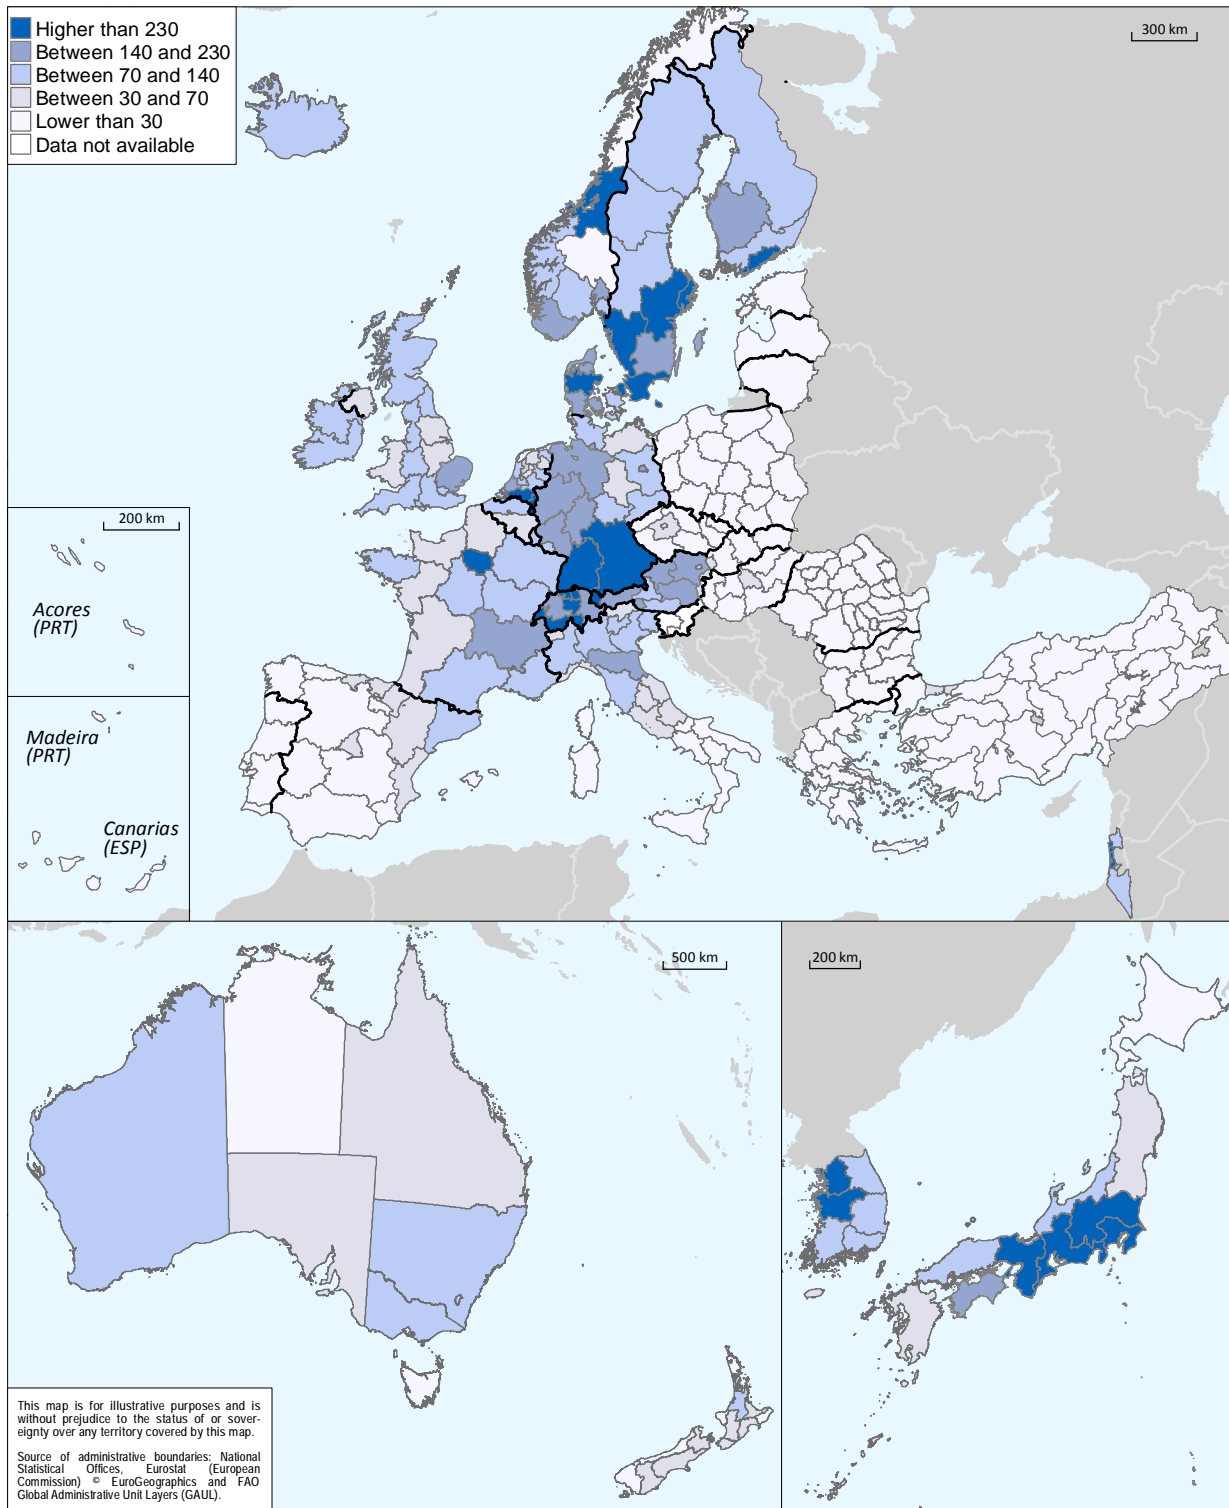 Higher than 230
Between 140 and 230
Between 70 and 140
Between 30 and 70
Lower than 30
Data not available
300 km
200 km
Acores
(PRT)
Madeira
(PRT)
Canarias
(ESP)
500 km
200 km
This map is for illustrative purposes and is
without prejudice to the status of or sover-
eignty over any territory covered by this map.
Source of administrative boundaries: National
Statistical Offices, Eurostat (European
Commission) © EuroGeographics and FAO
Global Administrative Unit Layers (GAUL).